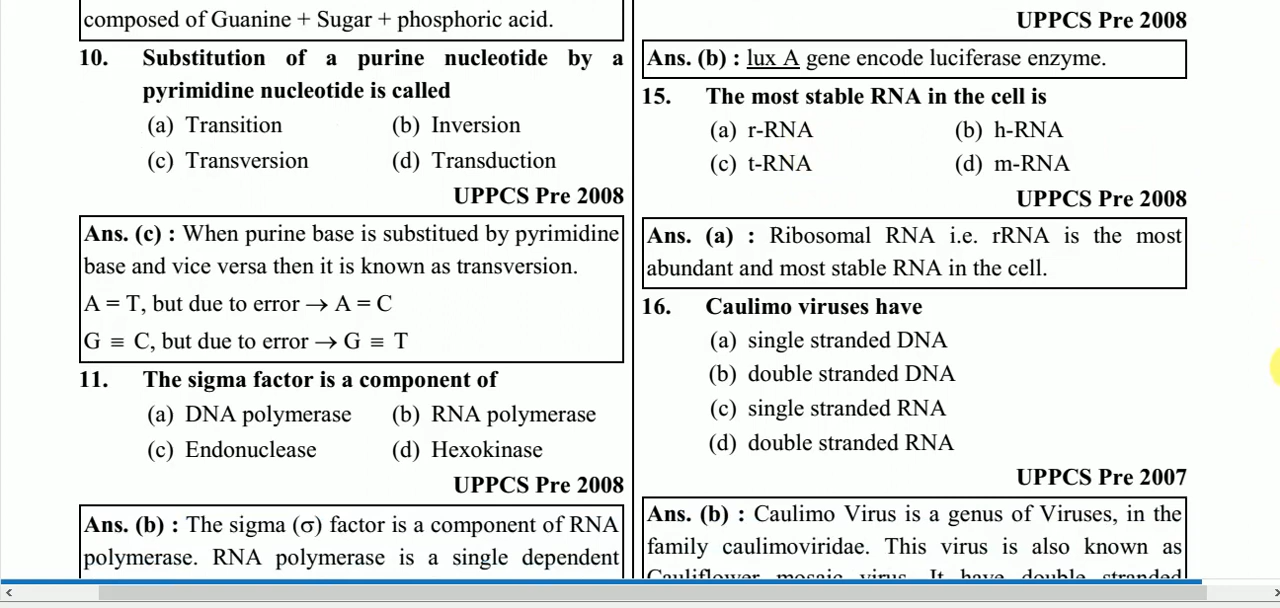 composed of Guanine + Sugar + phosphoric acid.
10. Substitution of a purine nucleotide by a
pyrimidine nucleotide is called
(a) Transition (b) Inversion
(c) Transversion (d) Transduction
UPPCS Pre 2008
Ans. (c) : When purine base is substitued by pyrimidine
base and vice versa then it is known as transversion.
A = T, but due to error → A = C
G ≡ C, but due to error → G ≡ T
11. The sigma factor is a component of
(a) DNA polymerase (b) RNA polymerase
(c) Endonuclease (d) Hexokinase
UPPCS Pre 2008
Ans. (b) : The sigma (σ) factor is a component of RNA
polymerase. RNA polymerase is a single dependent
UPPCS Pre 2008
Ans. (b) : lux A gene encode luciferase enzyme.
15. The most stable RNA in the cell is
(a) r-RNA (b) h-RNA
(c) t-RNA (d) m-RNA
UPPCS Pre 2008
Ans. (a) : Ribosomal RNA i.e. rRNA is the most
abundant and most stable RNA in the cell.
16. Caulimo viruses have
(a) single stranded DNA
(b) double stranded DNA
(c) single stranded RNA
(d) double stranded RNA
UPPCS Pre 2007
Ans. (b) : Caulimo Virus is a genus of Viruses, in the
family caulimoviridae. This virus is also known as
Cauliflower mosaic virus. It have double stranded